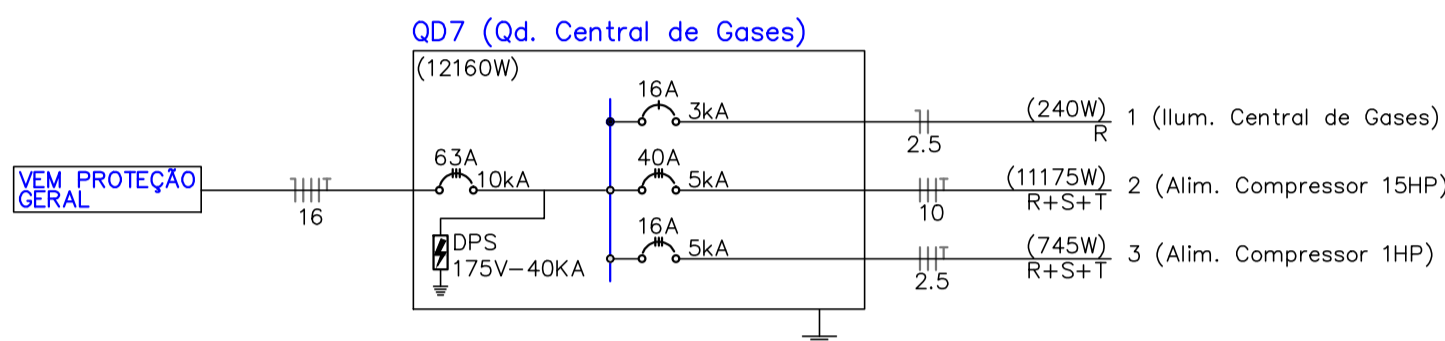 QD7 (Qd. Central de Gases)
(12160W)
16A
3kA
2.5
(240W)
R
1 (Ilum. Central de Gases)
VEM PROTEÇÃO
GERAL
16
63A
10kA
40A
5kA
10
(11175W)
R+S+T
2 (Alim. Compressor 15HP)
DPS
175V-40KA
16A
5kA
2.5
(745W)
R+S+T
3 (Alim. Compressor 1HP)